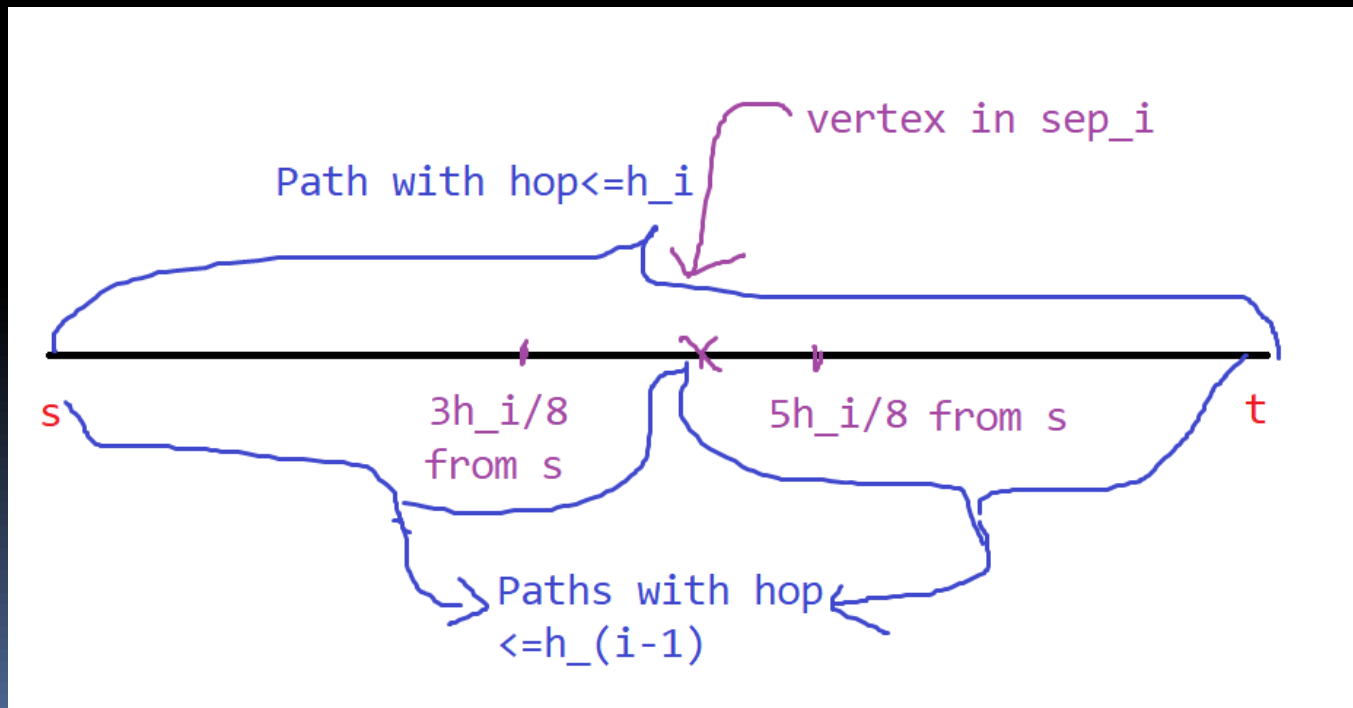 vertex in sep_i
Path with hop<=h_i
s
3h_i/8
from s
5h_i/8 from s
t
Paths with hop
<=h_(i-1)